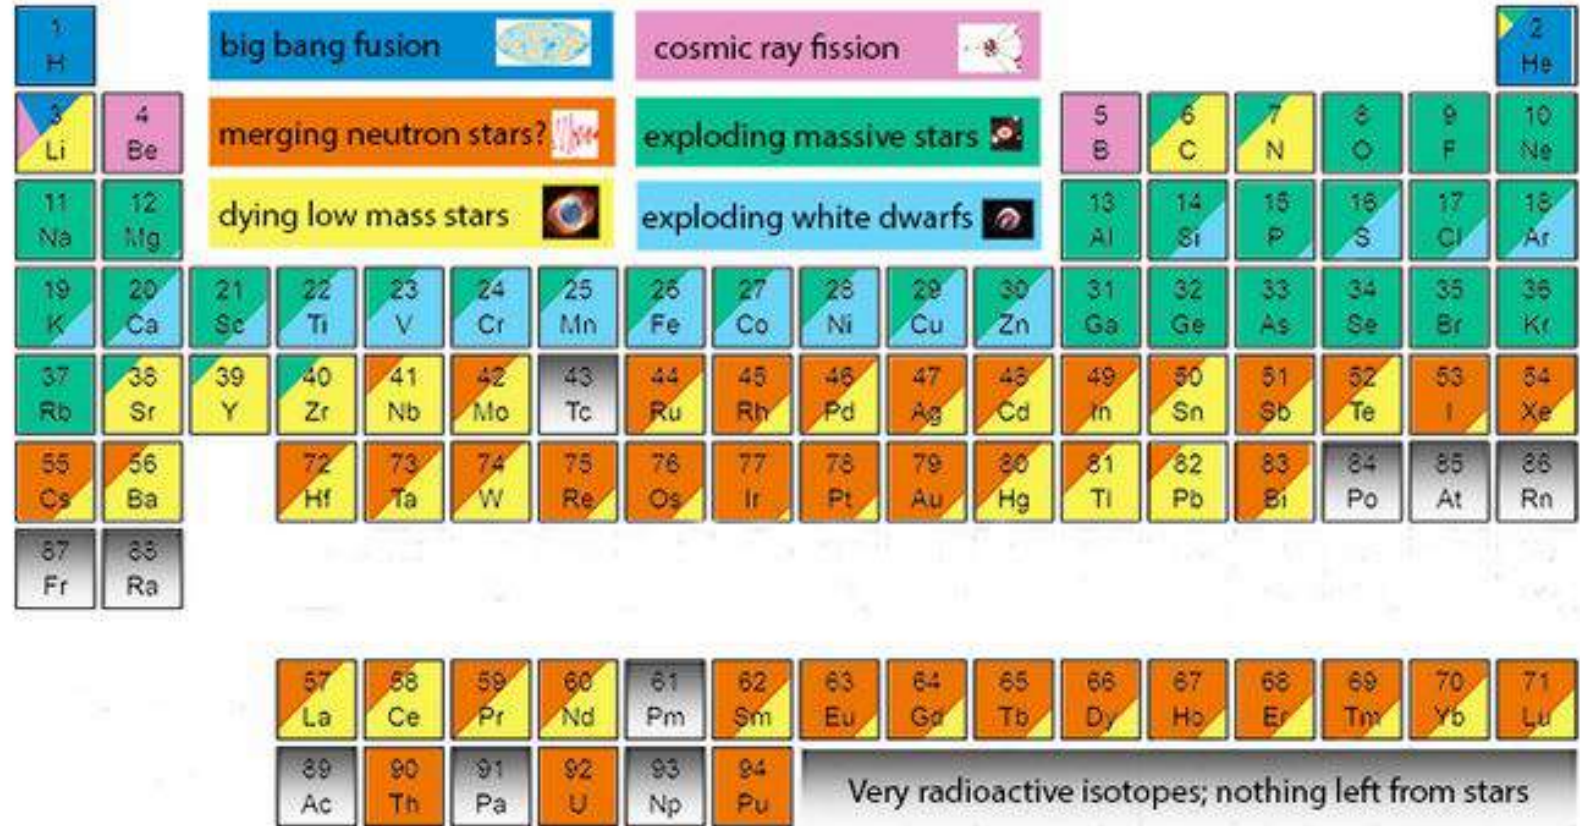 1 2
H big bang fusion cosmic ray fission He
3 4 merging neutron stars? exploding massive stars 5 6 7 8 9 10
Li Be B C N O F Ne
11 12 dying low mass stars exploding white dwarfs 13 14 15 16 17 18
Na Mg Al Si P S Cl Ar
19 20 21 22 23 24 25 26 27 28 29 30 31 32 33 34 35 36
K Ca Sc Ti V Cr Mn Fe Co Ni Cu Zn Ga Ge As Se Br Kr
37 38 39 40 41 42 43 44 45 46 47 48 49 50 51 52 53 54
Rb Sr Y Zr Nb Mo Tc Ru Rh Pd Ag Cd In Sn Sb Te I Xe
55 56 72 73 74 75 76 77 78 79 80 81 82 83 84 85 86
Cs Ba Hf Ta W Re Os Ir Pt Au Hg Tl Pb Bi Po At Rn
87 88
Fr Ra
57 58 59 60 61 62 63 64 65 66 67 68 69 70 71
La Ce Pr Nd Pm Sm Eu Gd Tb Dy Ho Er Tm Yb Lu
89 90 91 92 93 94 Very radioactive isotopes; nothing left from stars
Ac Th Pa U Np Pu